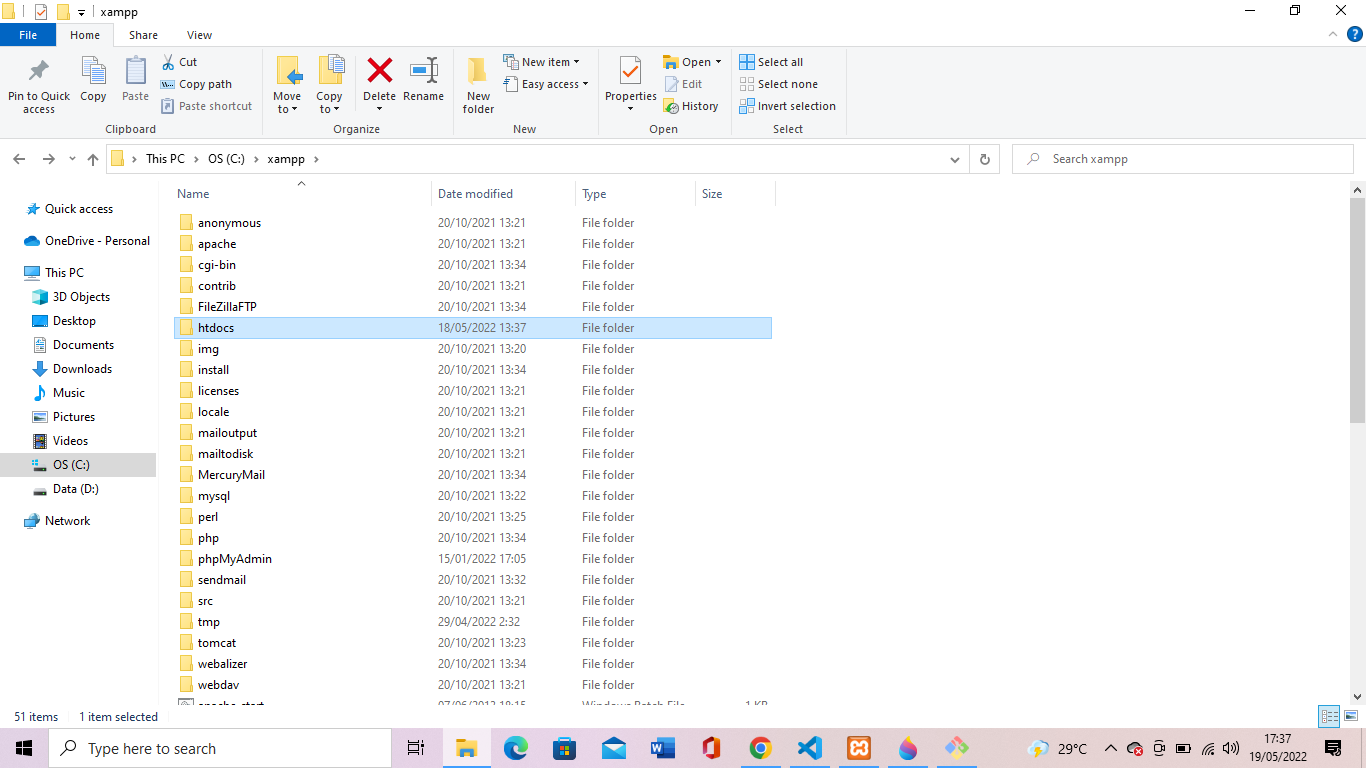 xampp
File Home Share View
Pin to Quick access
Copy
Paste
Cut
Copy path
Paste shortcut
Clipboard
Move to
Copy to
Delete
Rename
Organize
New folder
New item
Easy access
New
Properties
Open
Edit
History
Open
Select all
Select none
Invert selection
Select
This PC OS (C:) xampp
Search xampp
Quick access
OneDrive - Personal
This PC
3D Objects
Desktop
Documents
Downloads
Music
Pictures
Videos
OS (C:)
Data (D:)
Network
Name Date modified Type Size
anonymous 20/10/2021 13:21 File folder
apache 20/10/2021 13:21 File folder
cgi-bin 20/10/2021 13:34 File folder
contrib 20/10/2021 13:21 File folder
FileZillaFTP 20/10/2021 13:34 File folder
htdocs 18/05/2022 13:37 File folder
img 20/10/2021 13:20 File folder
install 20/10/2021 13:34 File folder
licenses 20/10/2021 13:21 File folder
locale 20/10/2021 13:21 File folder
mailoutput 20/10/2021 13:21 File folder
mailtodisk 20/10/2021 13:21 File folder
MercuryMail 20/10/2021 13:34 File folder
mysql 20/10/2021 13:22 File folder
perl 20/10/2021 13:25 File folder
php 20/10/2021 13:34 File folder
phpMyAdmin 15/01/2022 17:05 File folder
sendmail 20/10/2021 13:32 File folder
src 20/10/2021 13:21 File folder
tmp 29/04/2022 2:32 File folder
tomcat 20/10/2021 13:23 File folder
webalizer 20/10/2021 13:34 File folder
webdav 20/10/2021 13:21 File folder
51 items 1 item selected
Type here to search
29°C
17:37
19/05/2022